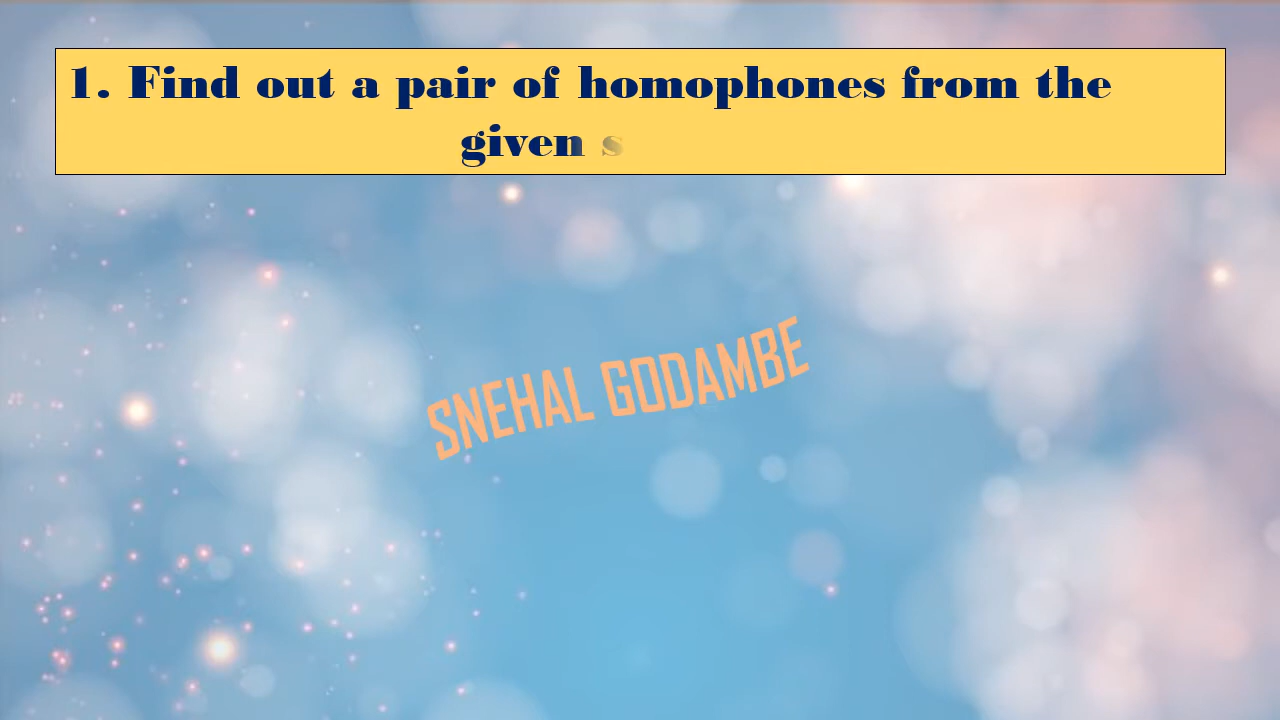 1. Find out a pair of homophones from the
given s
SNEHAL GODAMBE